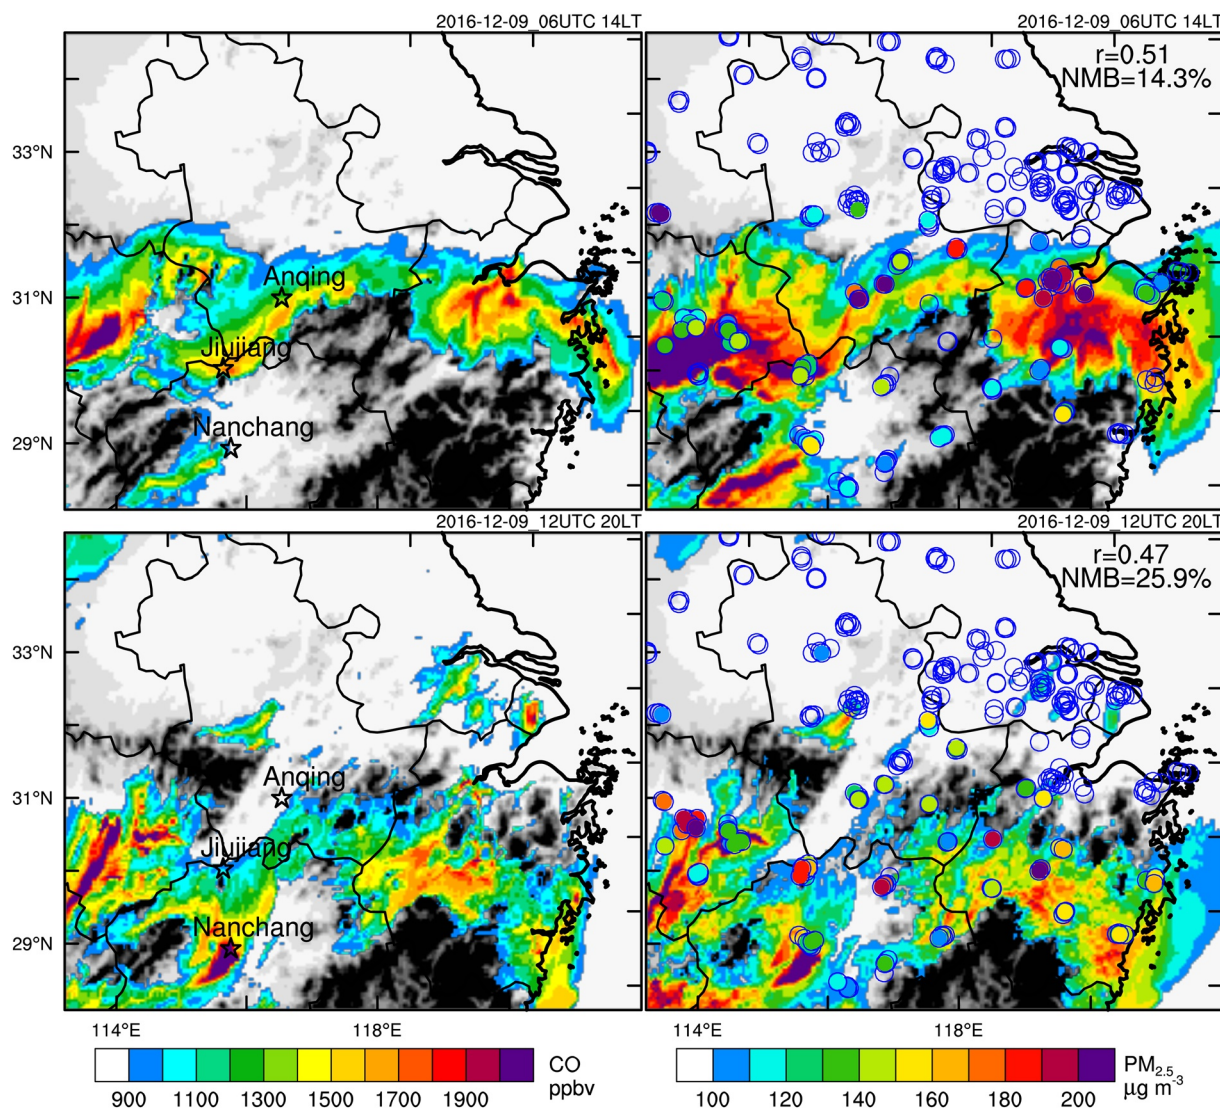 2016-12-09_06UTC 14LT
2016-12-09_06UTC 14LT
r=0.51
NMB=14.3%
33°N
31°N
29°N
Anqing
Jiujiang
Nanchang
2016-12-09_12UTC 20LT
2016-12-09_12UTC 20LT
r=0.47
NMB=25.9%
33°N
31°N
29°N
Anqing
Jiujiang
Nanchang
114°E 118°E
114°E 118°E
900 1100 1300 1500 1700 1900
CO
ppbv
100 120 140 160 180 200
PM2.5
µg m-3